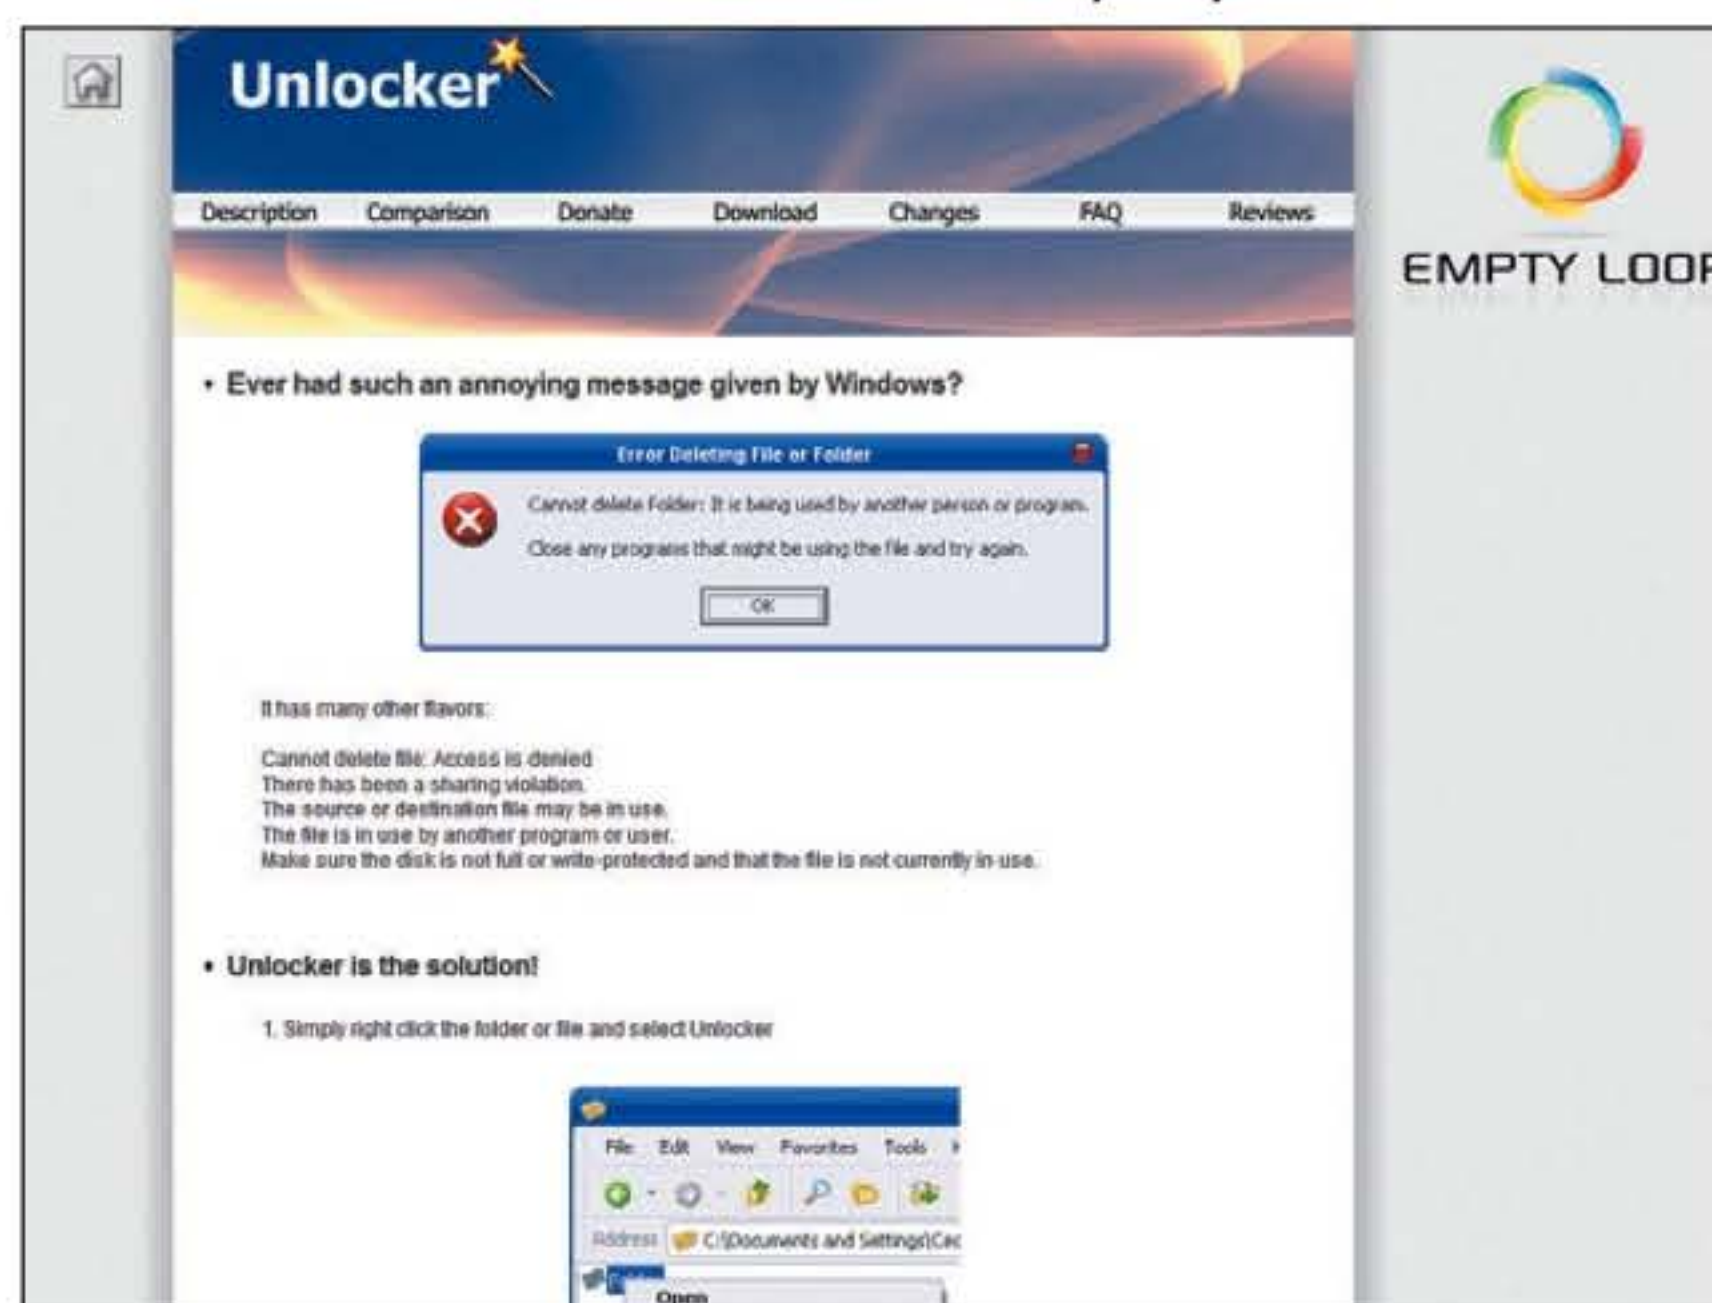 Unlocker
Description Comparison Donate Download Changes FAQ Reviews
EMPTY LOOP
• Ever had such an annoying message given by Windows?
Error Deleting File or Folder
Cannot delete Folder: It is being used by another person or program.
Close any programs that might be using the file and try again.
OK
It has many other flavors:
Cannot delete file: Access is denied
There has been a sharing violation.
The source or destination file may be in use.
The file is in use by another program or user.
Make sure the disk is not full or write-protected and that the file is not currently in use.
• Unlocker is the solution!
1. Simply right click the folder or file and select Unlocker
File Edit View Favorites Tools
Address C:\Documents and Settings\Cec
Open